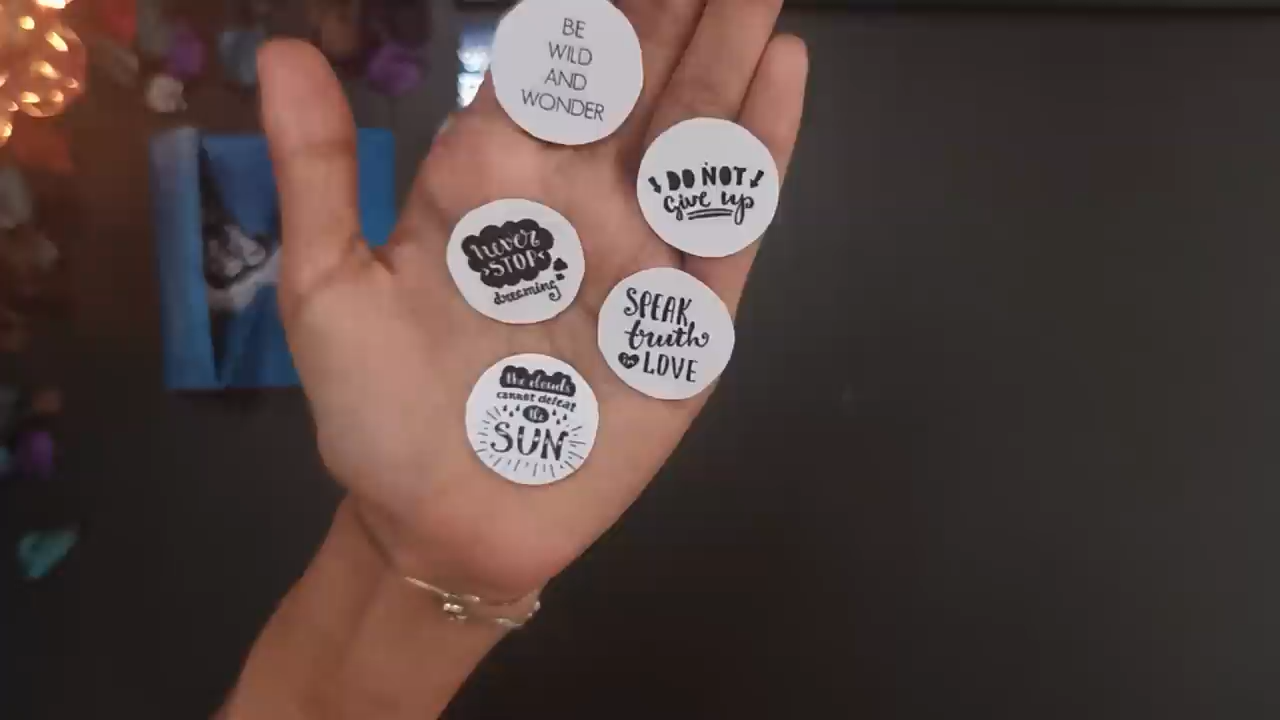 BE
WILD
AND
WONDER
DO NOT
Give up
never
STOP
dreaming
SPEAK
truth
in LOVE
the clouds
cannot defeat
the
SUN